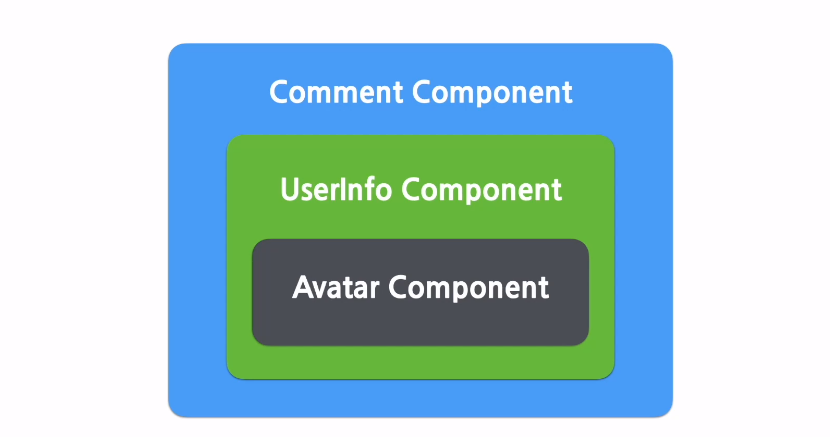 Comment Component
UserInfo Component
Avatar Component